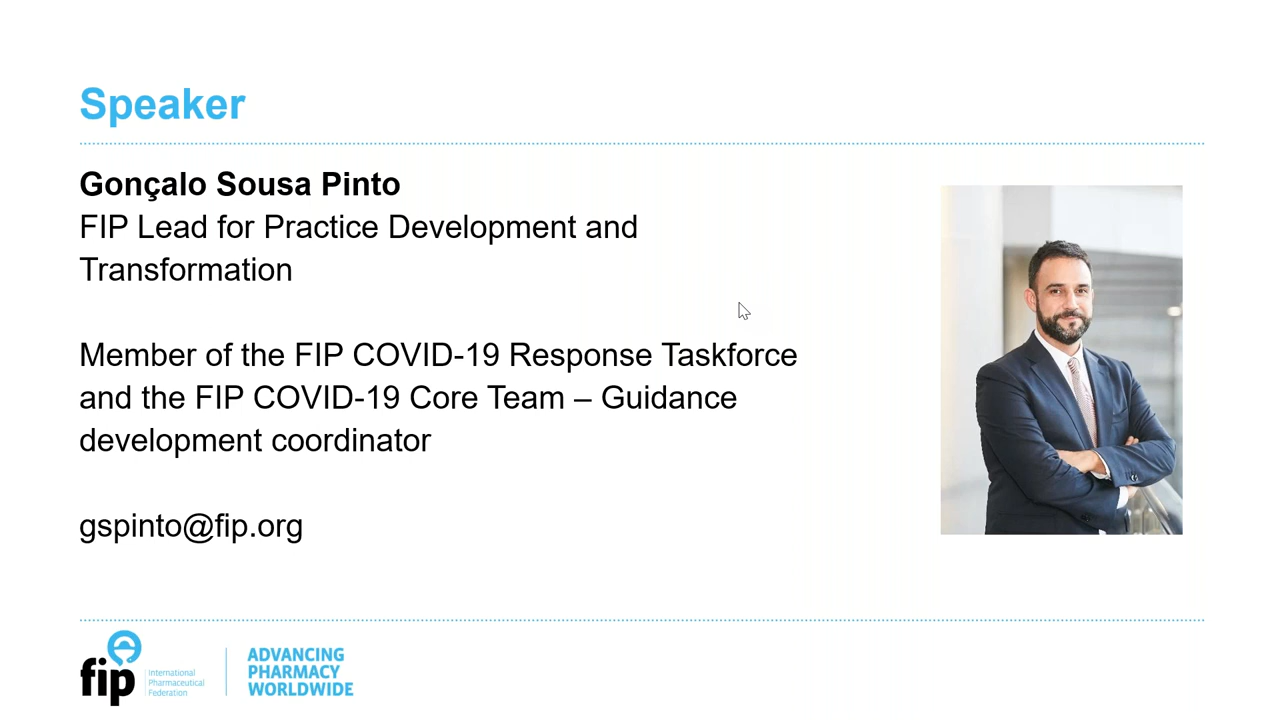 Speaker
Gonçalo Sousa Pinto
FIP Lead for Practice Development and
Transformation
Member of the FIP COVID-19 Response Taskforce
and the FIP COVID-19 Core Team – Guidance
development coordinator
gspinto@fip.org
fip
International
Pharmaceutical
Federation
ADVANCING
PHARMACY
WORLDWIDE